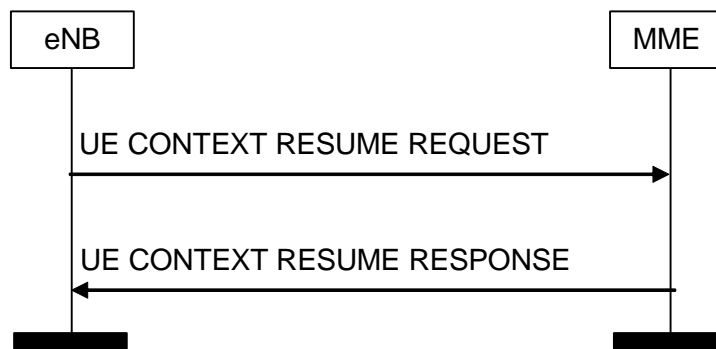 eNB
MME
UE CONTEXT RESUME REQUEST
UE CONTEXT RESUME RESPONSE